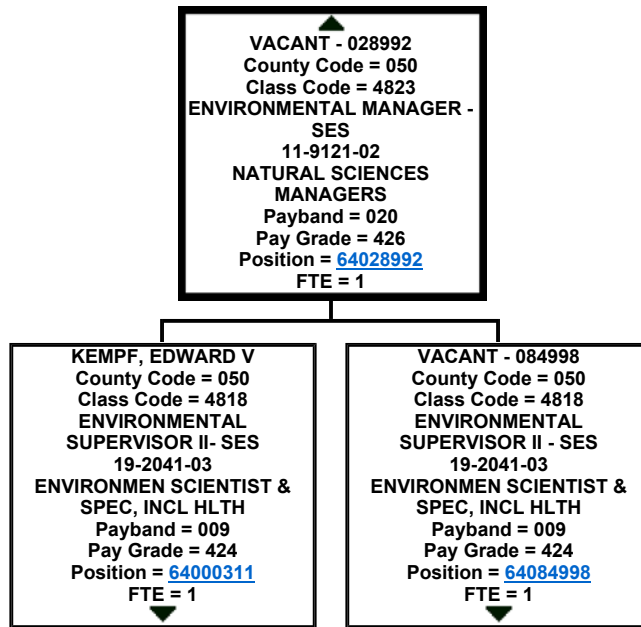 VACANT - 028992
County Code = 050
Class Code = 4823
ENVIRONMENTAL MANAGER -
SES
11-9121-02
NATURAL SCIENCES
MANAGERS
Payband = 020
Pay Grade = 426
Position = 64028992
FTE = 1
KEMPF, EDWARD V
County Code = 050
Class Code = 4818
ENVIRONMENTAL
SUPERVISOR II- SES
19-2041-03
ENVIRONMEN SCIENTIST &
SPEC, INCL HLTH
Payband = 009
Pay Grade = 424
Position = 64000311
FTE = 1
VACANT - 084998
County Code = 050
Class Code = 4818
ENVIRONMENTAL
SUPERVISOR II - SES
19-2041-03
ENVIRONMEN SCIENTIST &
SPEC, INCL HLTH
Payband = 009
Pay Grade = 424
Position = 64084998
FTE = 1